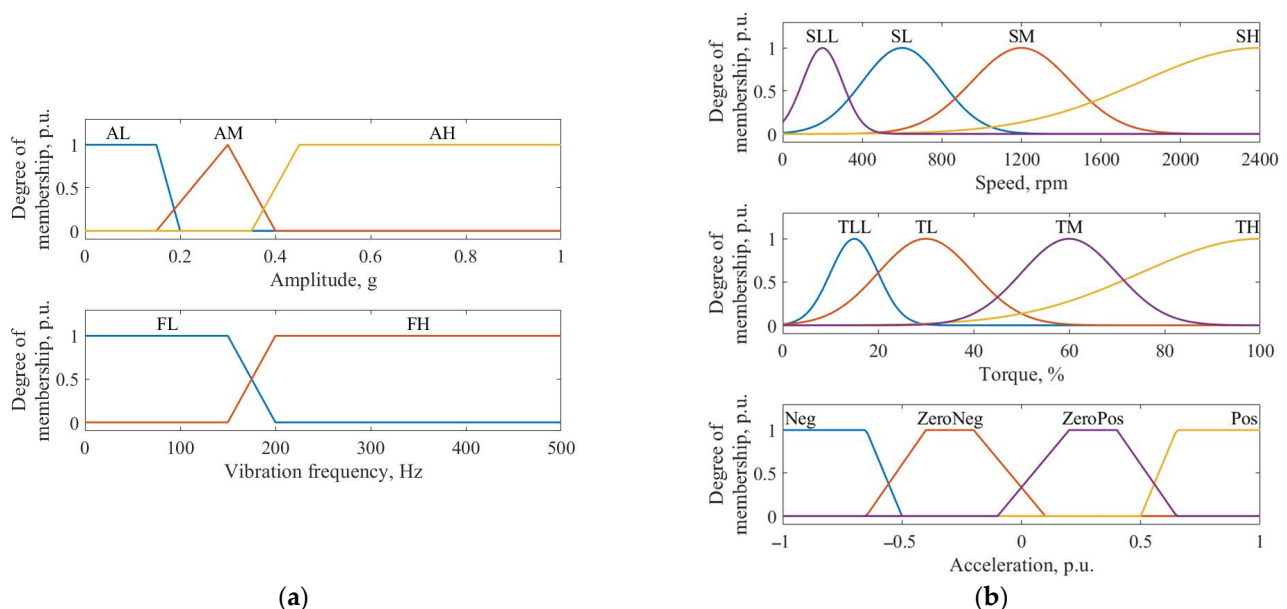 AL AM AH
Degree of
membership, p.u.
1
0.5
0
0 0.2 0.4 0.6 0.8 1
Amplitude, g
FL FH
Degree of
membership, p.u.
1
0.5
0
0 100 200 300 400 500
Vibration frequency, Hz
(a)
SLL SL SM SH
Degree of
membership, p.u.
1
0.5
0
0 400 800 1200 1600 2000 2400
Speed, rpm
TLL TL TM TH
Degree of
membership, p.u.
1
0.5
0
0 20 40 60 80 100
Torque, %
Neg ZeroNeg ZeroPos Pos
Degree of
membership, p.u.
1
0.5
0
−1 −0.5 0 0.5 1
Acceleration, p.u.
(b)